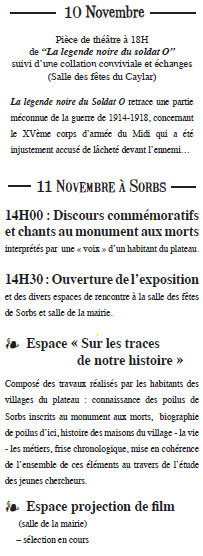 10 Novembre
Pièce de théâtre à 18H
de “La légende noire du soldat O”
suivi d’une collation conviviale et échanges
(Salle des fêtes du Caylar)
La légende noire du Soldat O retrace une partie
méconnue de la guerre de 1914-1918, concernant
le XVème corps d’armée du Midi qui a été
injustement accusé de lâcheté devant l’ennemi…
11 Novembre à Sorbs
14H00 : Discours commémoratifs
et chants au monument aux morts
interprétés par une « voix » d’un habitant du plateau.
14H30 : Ouverture de l’exposition
et des divers espaces de rencontre à la salle des fêtes
de Sorbs et salle de la mairie.
Espace « Sur les traces
de notre histoire »
Composé des travaux réalisés par les habitants des
villages du plateau : connaissance des poilus de
Sorbs inscrits au monument aux morts, biographie
de poilus d’ici, histoire des maisons du village - la vie
- les métiers, frise chronologique, mise en cohérence
de l’ensemble de ces éléments au travers de l’étude
des jeunes chercheurs.
Espace projection de film
(salle de la mairie)
– sélection en cours